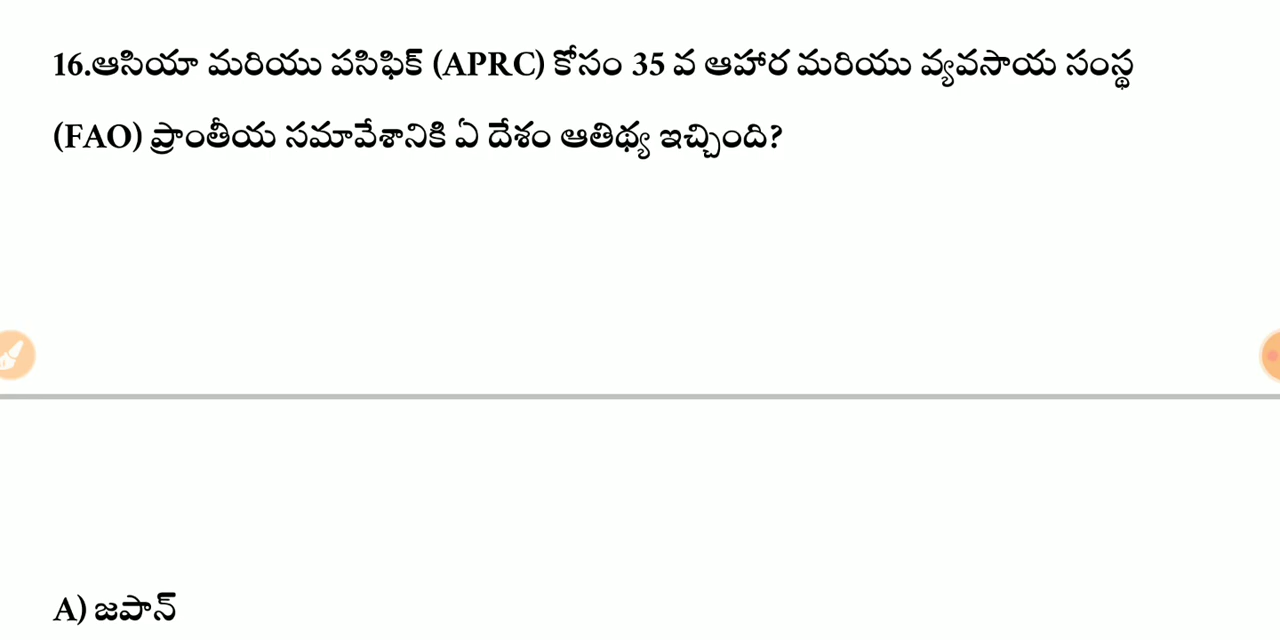 16.ఆసియా మరియు పసిఫిక్ (APRC) కోసం 35 వ ఆహార మరియు వ్యవసాయ సంస్థ
(FAO) ప్రాంతీయ సమావేశానికి ఏ దేశం ఆతిథ్య ఇచ్చింది?
A) జపాన్